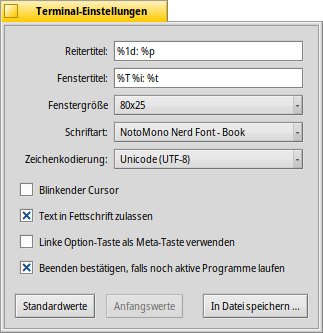 Terminal-Einstellungen
Reitertitel: %1d: %p
Fenstertitel: %T %i: %t
Fenstergröße 80x25
Schriftart: NotoMono Nerd Font - Book
Zeichenkodierung: Unicode (UTF-8)
Blinkender Cursor
Text in Fettschrift zulassen
Linke Option-Taste als Meta-Taste verwenden
Beenden bestätigen, falls noch aktive Programme laufen
Standardwerte Anfangswerte In Datei speichern ...